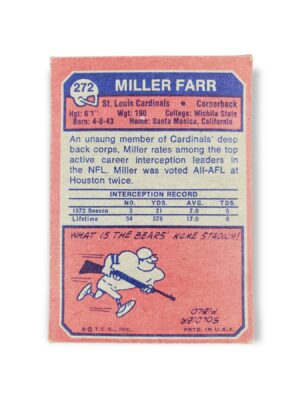 272
MILLER FARR
St. Louis Cardinals • Cornerback
Hgt: 6'1" Wgt: 190 College: Wichita State
Born: 4-8-43 Home: Santa Monica, California
An unsung member of Cardinals' deep
back corps, Miller rates among the top
active career interception leaders in
the NFL. Miller was voted All-AFL at
Houston twice.
INTERCEPTION RECORD
NO. YDS. AVG. TDS.
1972 Season 3 21 7.0 0
Lifetime 34 578 17.0 6
WHAT IS THE BEARS' HOME STADIUM?
SOLDIER
FIELD
© T.C.G., INC. PRTD. IN U.S.A.